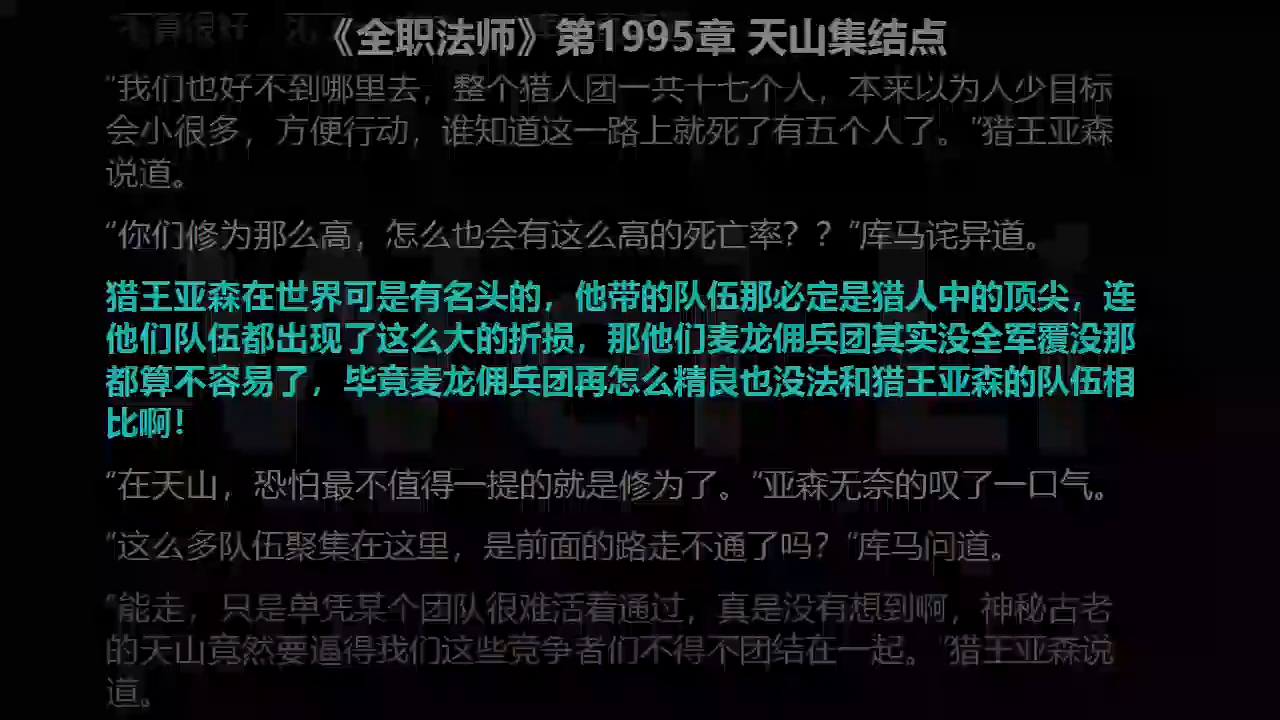 《全职法师》第1995章 天山集结点
“我们也好不到哪里去，整个猎人团一共十七个人，本来以为人少目标
会小很多，方便行动，谁知道这一路上就死了有五个人了。”猎王亚森
说道。
“你们修为那么高，怎么也会有这么高的死亡率？？”库马诧异道。
猎王亚森在世界可是有名头的，他带的队伍那必定是猎人中的顶尖，连
他们队伍都出现了这么大的折损，那他们麦龙佣兵团其实没全军覆没那
都算不容易了，毕竟麦龙佣兵团再怎么精良也没法和猎王亚森的队伍相
比啊！
“在天山，恐怕最不值得一提的就是修为了。”亚森无奈的叹了一口气。
“这么多队伍聚集在这里，是前面的路走不通了吗？”库马问道。
“能走，只是单凭某个团队很难活着通过，真是没有想到啊，神秘古老
的天山竟然要逼得我们这些竞争者们不得不团结在一起。”猎王亚森说
道。